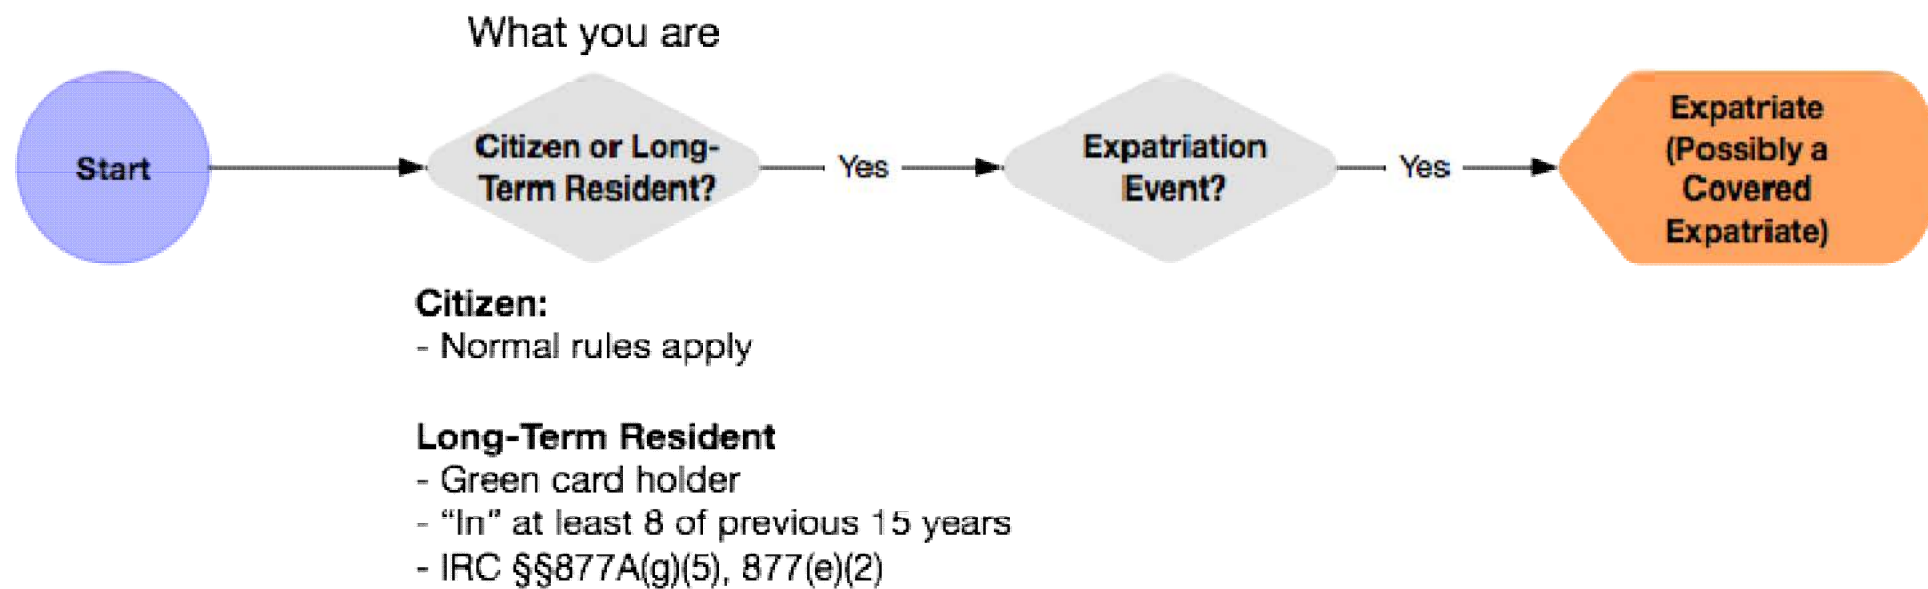 What you are
Start
Citizen or Long-
Term Resident?
Yes
Expatriation
Event?
Yes
Expatriate
(Possibly a
Covered
Expatriate)
Citizen:
- Normal rules apply
Long-Term Resident
- Green card holder
- “In” at least 8 of previous 15 years
- IRC §§877A(g)(5), 877(e)(2)